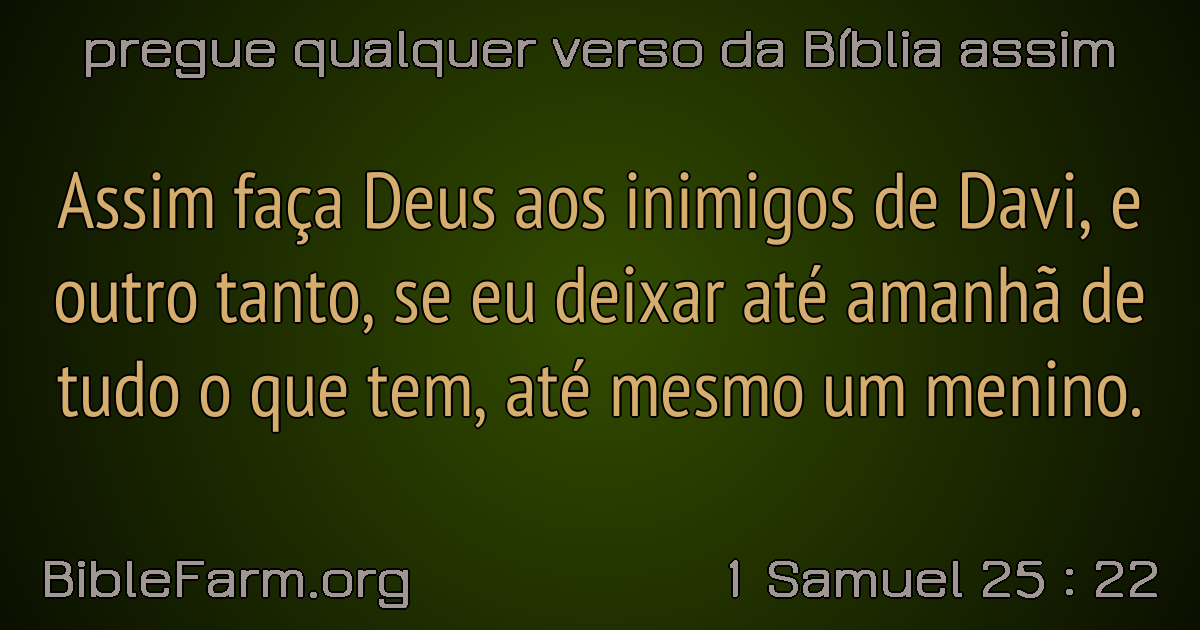 pregue qualquer verso da Bíblia assim
Assim faça Deus aos inimigos de Davi, e
outro tanto, se eu deixar até amanhã de
tudo o que tem, até mesmo um menino.
BibleFarm.org
1 Samuel 25 : 22